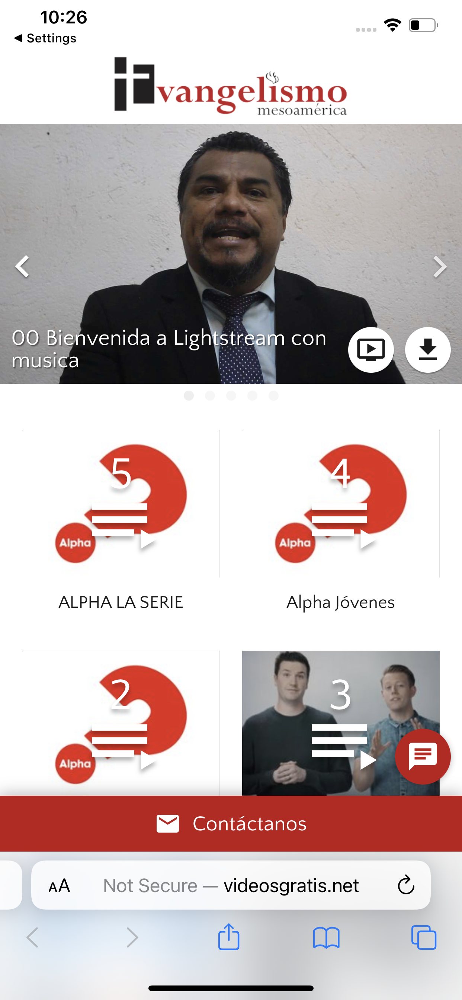 10:26
Settings
Evangelismo
mesoamérica
00 Bienvenida a Lightstream con
musica
5
4
Alpha
Alpha
ALPHA LA SERIE
Alpha Jóvenes
2
3
Alpha
Contáctanos
AA
Not Secure — videosgratis.net